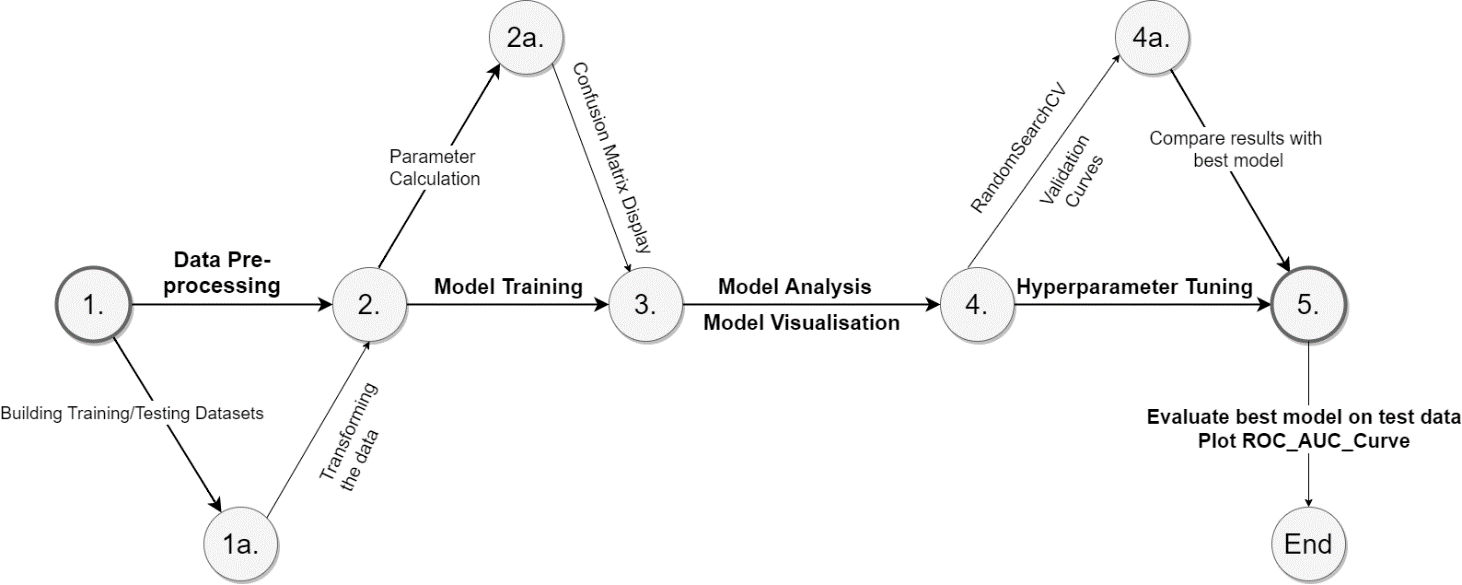 2a.
4a.
Confusion Matrix Display
RandomSearchCV
Validation
Curves
Parameter
Calculation
Compare results with
best model
Data Pre-
processing
1.
2.
Model Training
3.
Model Analysis
Model Visualisation
4.
Hyperparameter Tuning
5.
Building Training/Testing Datasets
Transforming
the data
Evaluate best model on test data
Plot ROC_AUC_Curve
1a.
End